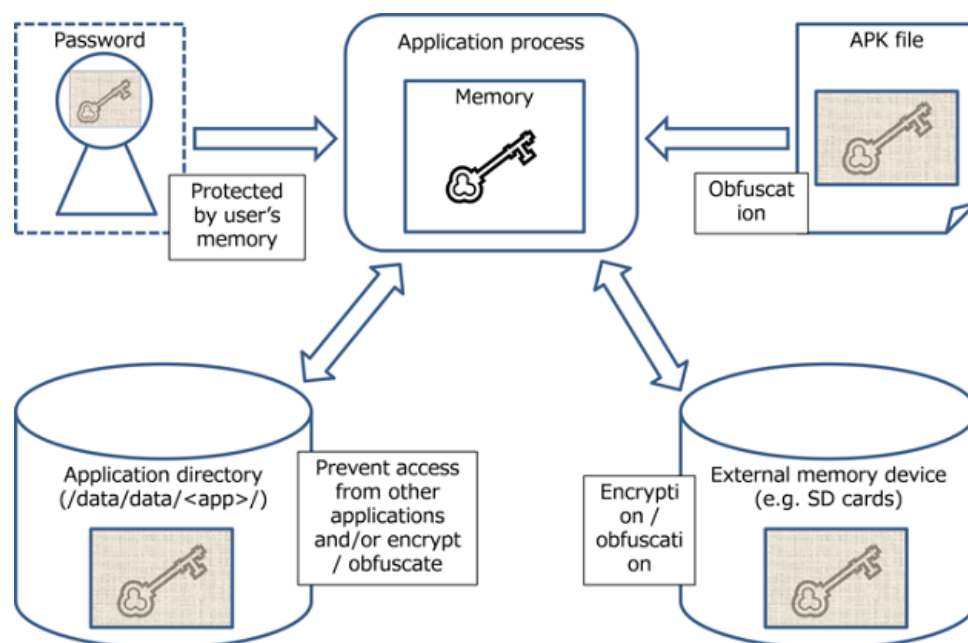 Password
Application process
APK file
Memory
Protected
by user's
memory
Obfuscat
ion
Application directory
(/data/data/<app>/)
Prevent access
from other
applications
and/or encrypt
/ obfuscate
Encrypti
on /
obfuscati
on
External memory device
(e.g. SD cards)